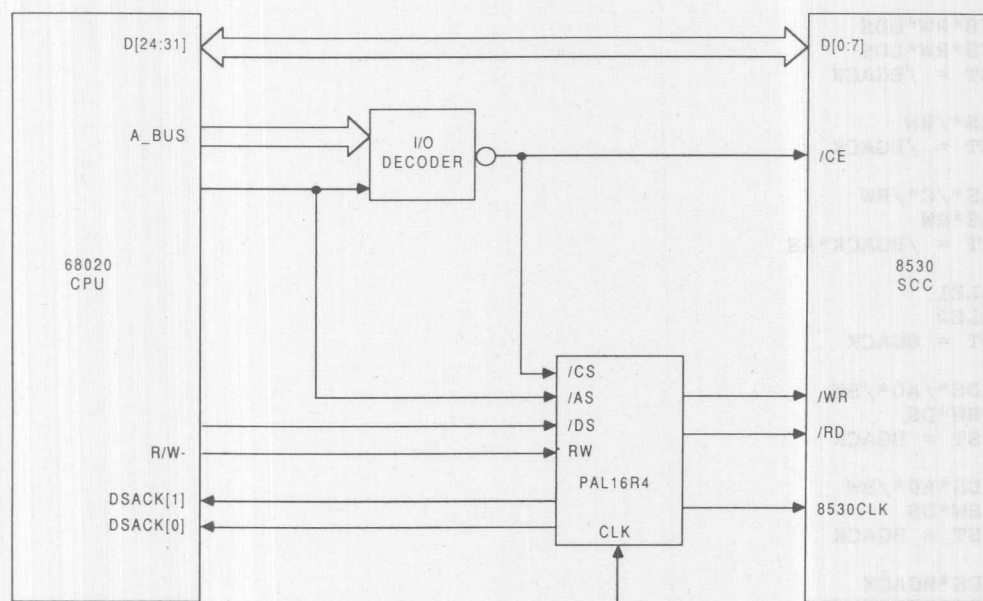 D[24:31]
D[0:7]
A_BUS
I/O
DECODER
/CE
68020
CPU
8530
SCC
/CS
/AS
/DS
RW
R/W-
PAL16R4
/WR
/RD
DSACK[1]
8530CLK
DSACK[0]
CLK